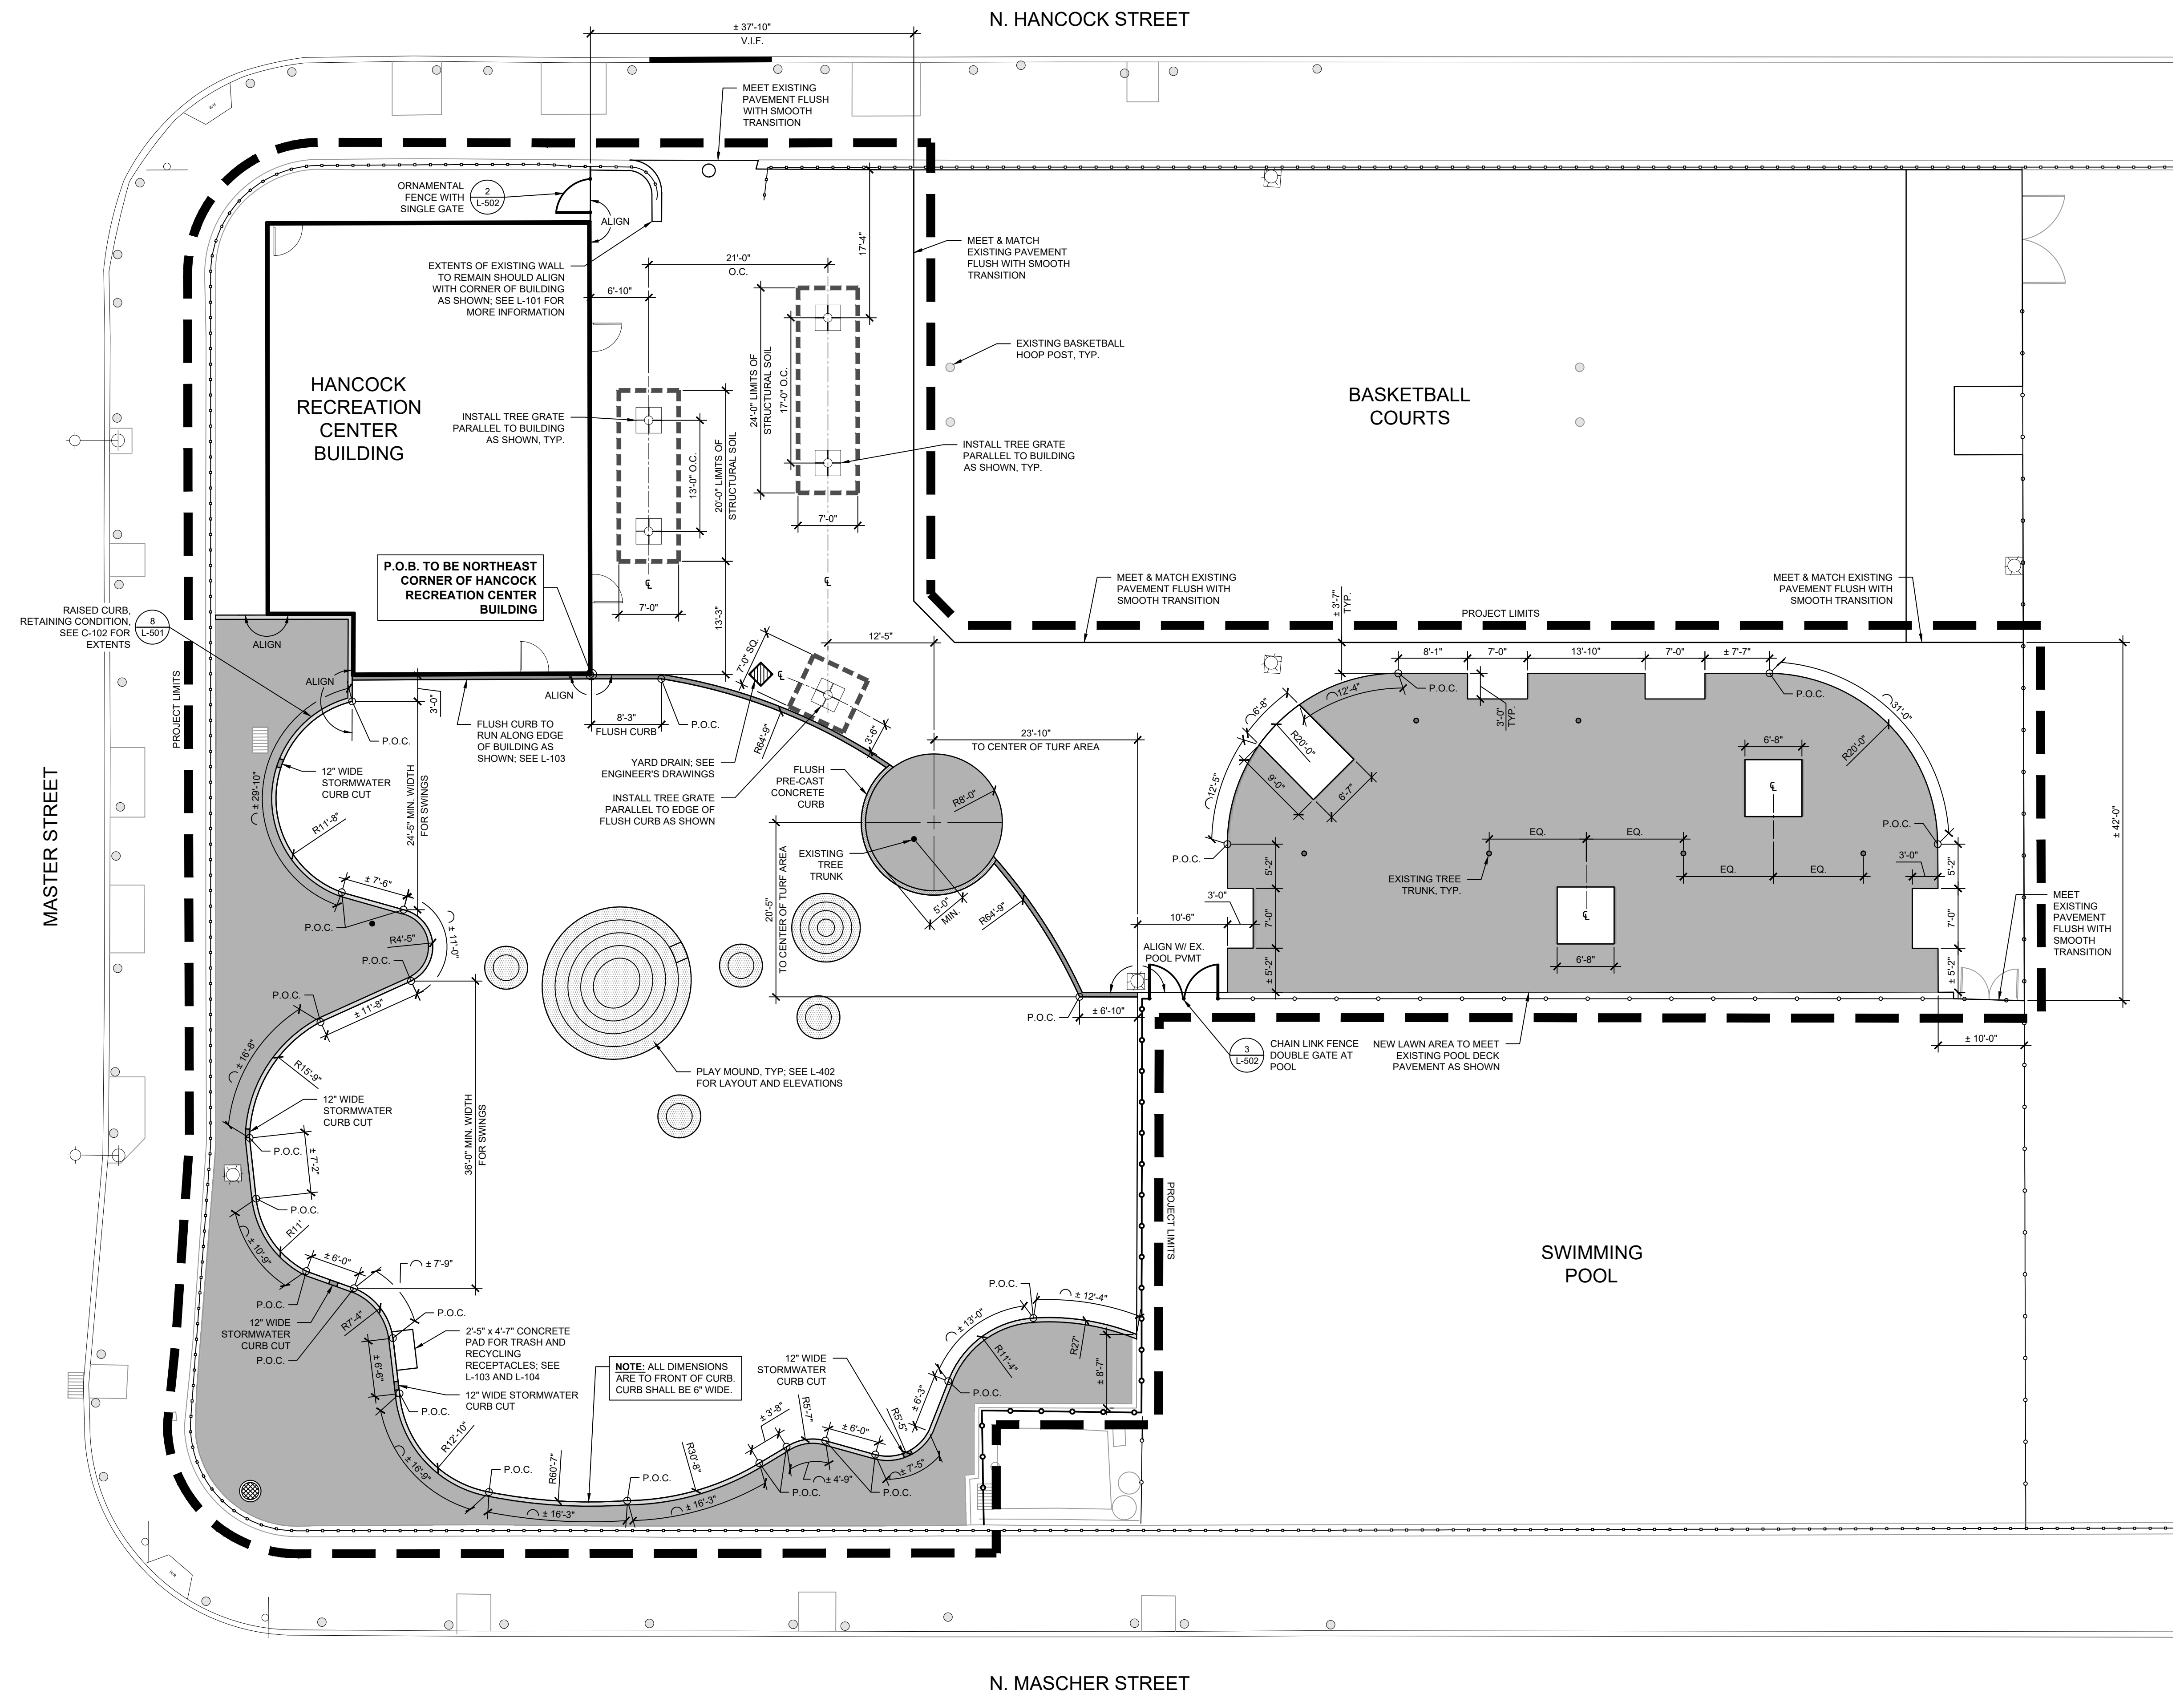 N. HANCOCK STREET
± 37'-10"
V.I.F.
MEET EXISTING
PAVEMENT FLUSH
WITH SMOOTH
TRANSITION
ORNAMENTAL
FENCE WITH
SINGLE GATE
2
L-502
ALIGN
EXTENTS OF EXISTING WALL
TO REMAIN SHOULD ALIGN
WITH CORNER OF BUILDING
AS SHOWN; SEE L-101 FOR
MORE INFORMATION
21'-0"
O.C.
6'-10"
17'-4"
MEET & MATCH
EXISTING PAVEMENT
FLUSH WITH SMOOTH
TRANSITION
EXISTING BASKETBALL
HOOP POST, TYP.
HANCOCK
RECREATION
CENTER
BUILDING
BASKETBALL
COURTS
INSTALL TREE GRATE
PARALLEL TO BUILDING
AS SHOWN, TYP.
24'-0" LIMITS OF
STRUCTURAL SOIL
17'-0" O.C.
INSTALL TREE GRATE
PARALLEL TO BUILDING
AS SHOWN, TYP.
13'-0" O.C.
20'-0" LIMITS OF
STRUCTURAL SOIL
7'-0"
7'-0"
13'-3"
P.O.B. TO BE NORTHEAST
CORNER OF HANCOCK
RECREATION CENTER
BUILDING
RAISED CURB,
RETAINING CONDITION,
SEE C-102 FOR
EXTENTS
8
L-501
ALIGN
ALIGN
ALIGN
PROJECT LIMITS
MEET & MATCH EXISTING
PAVEMENT FLUSH WITH
SMOOTH TRANSITION
± 3'-7"
TYP.
PROJECT LIMITS
MEET & MATCH EXISTING
PAVEMENT FLUSH WITH
SMOOTH TRANSITION
12'-5"
7'-0" SQ.
3'-0"
8'-3"
FLUSH CURB
P.O.C.
FLUSH CURB TO
RUN ALONG EDGE
OF BUILDING AS
SHOWN; SEE L-103
R64'-9"
3'-6"
YARD DRAIN; SEE
ENGINEER'S DRAWINGS
INSTALL TREE GRATE
PARALLEL TO EDGE OF
FLUSH CURB AS SHOWN
FLUSH
PRE-CAST
CONCRETE
CURB
23'-10"
TO CENTER OF TURF AREA
R8'-0"
EXISTING
TREE
TRUNK
5'-0"
MIN.
R64'-9"
20'-5"
TO CENTER OF TURF AREA
8'-1"
7'-0"
13'-10"
7'-0"
± 7'-7"
P.O.C.
P.O.C.
3'-0"
TYP.
12'-4"
6'-8"
R20'-0"
12'-5"
9'-0"
6'-7"
31'-0"
R20'-0"
6'-8"
P.O.C.
P.O.C.
EQ.
EQ.
EQ.
EQ.
EXISTING TREE
TRUNK, TYP.
5'-2"
7'-0"
± 5'-2"
3'-0"
10'-6"
3'-0"
5'-2"
7'-0"
± 5'-2"
6'-8"
± 42'-0"
MEET
EXISTING
PAVEMENT
FLUSH WITH
SMOOTH
TRANSITION
± 10'-0"
ALIGN W/ EX.
POOL PVMT
P.O.C.
± 6'-10"
3
L-502
CHAIN LINK FENCE
DOUBLE GATE AT
POOL
NEW LAWN AREA TO MEET
EXISTING POOL DECK
PAVEMENT AS SHOWN
MASTER STREET
P.O.C.
12" WIDE
STORMWATER
CURB CUT
± 29'-10"
R11'-8"
24'-5" MIN. WIDTH
FOR SWINGS
± 7'-6"
P.O.C.
R4'-5"
± 11'-0"
P.O.C.
P.O.C.
± 11'-8"
± 16'-8"
R15'-9"
12" WIDE
STORMWATER
CURB CUT
P.O.C.
± 7'-2"
P.O.C.
R11'
± 10'-9"
36'-0" MIN. WIDTH
FOR SWINGS
PLAY MOUND, TYP; SEE L-402
FOR LAYOUT AND ELEVATIONS
PROJECT LIMITS
SWIMMING
POOL
± 6'-0"
± 7'-9"
P.O.C.
12" WIDE
STORMWATER
CURB CUT
P.O.C.
R7'-4"
P.O.C.
2'-5" x 4'-7" CONCRETE
PAD FOR TRASH AND
RECYCLING
RECEPTACLES; SEE
L-103 AND L-104
± 6'-6"
12" WIDE STORMWATER
CURB CUT
P.O.C.
R12'-10"
± 16'-9"
P.O.C.
NOTE: ALL DIMENSIONS
ARE TO FRONT OF CURB.
CURB SHALL BE 6" WIDE.
R60'-7"
± 16'-3"
P.O.C.
R30'-8"
± 16'-3"
12" WIDE
STORMWATER
CURB CUT
± 3'-8"
R5'-7"
± 6'-0"
R5'-5"
± 4'-9"
P.O.C.
P.O.C.
± 7'-5"
± 6'-3"
P.O.C.
± 13'-0"
P.O.C.
± 12'-4"
R11'-4"
R27'
± 8'-7"
N. MASCHER STREET